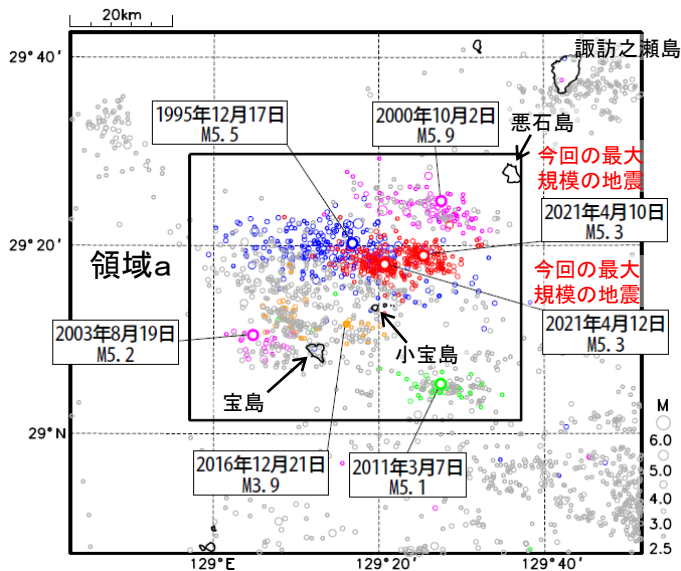 20km
29°40′
諏訪之瀬島
1995年12月17日
M5.5
2000年10月2日
M5.9
悪石島
今回の最大
規模の地震
2021年4月10日
M5.3
29°20′
領域a
今回の最大
規模の地震
2021年4月12日
M5.3
2003年8月19日
M5.2
小宝島
宝島
M
6.0
5.0
4.0
3.0
2.5
29°N
2016年12月21日
M3.9
2011年3月7日
M5.1
129°E
129°20′
129°40′